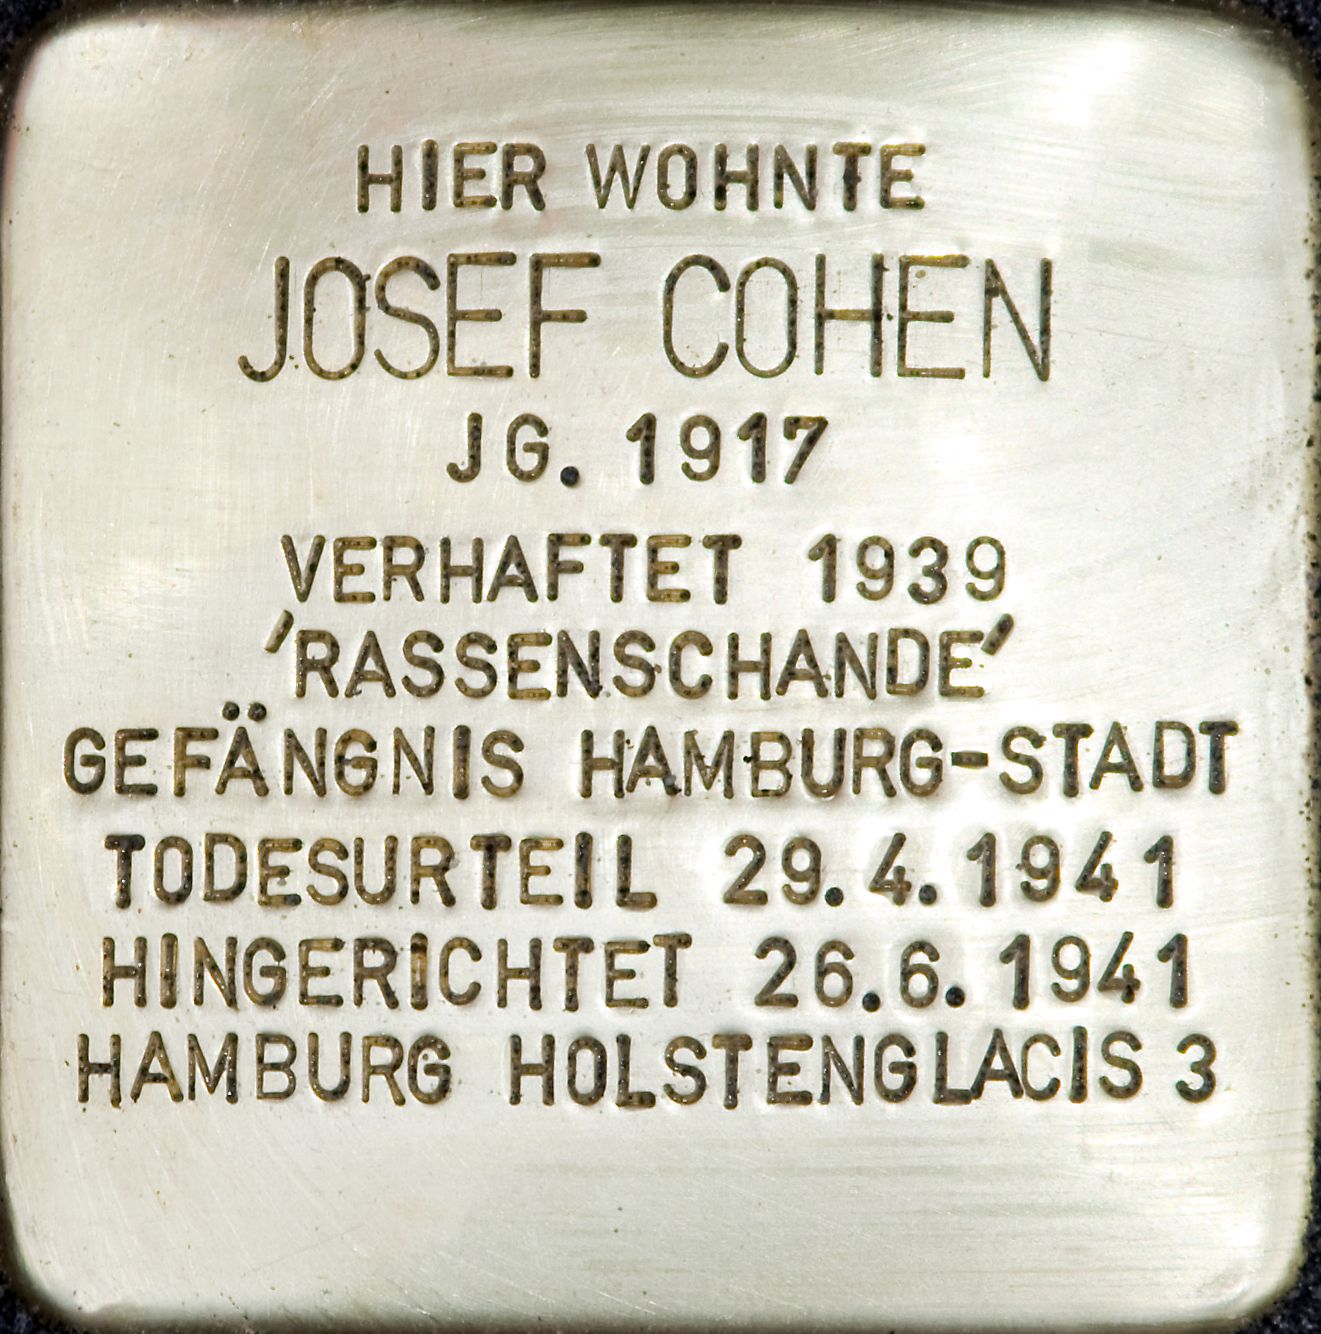 HIER WOHNTE
JOSEF COHEN
JG. 1917
VERHAFTET 1939
'RASSENSCHANDE'
GEFÄNGNIS HAMBURG-STADT
TODESURTEIL 29.4.1941
HINGERICHTET 26.6.1941
HAMBURG HOLSTENGLACIS 3